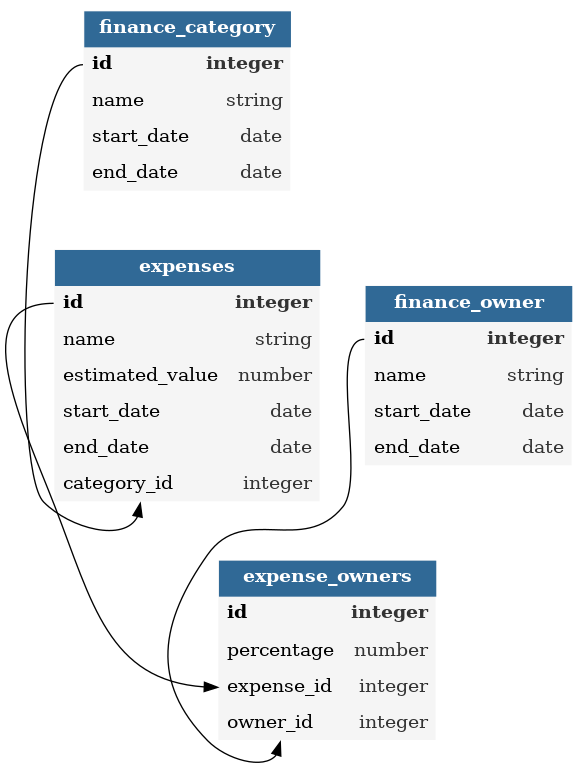 finance_category
id integer
name string
start_date date
end_date date
expenses
id integer
name string
estimated_value number
start_date date
end_date date
category_id integer
finance_owner
id integer
name string
start_date date
end_date date
expense_owners
id integer
percentage number
expense_id integer
owner_id integer